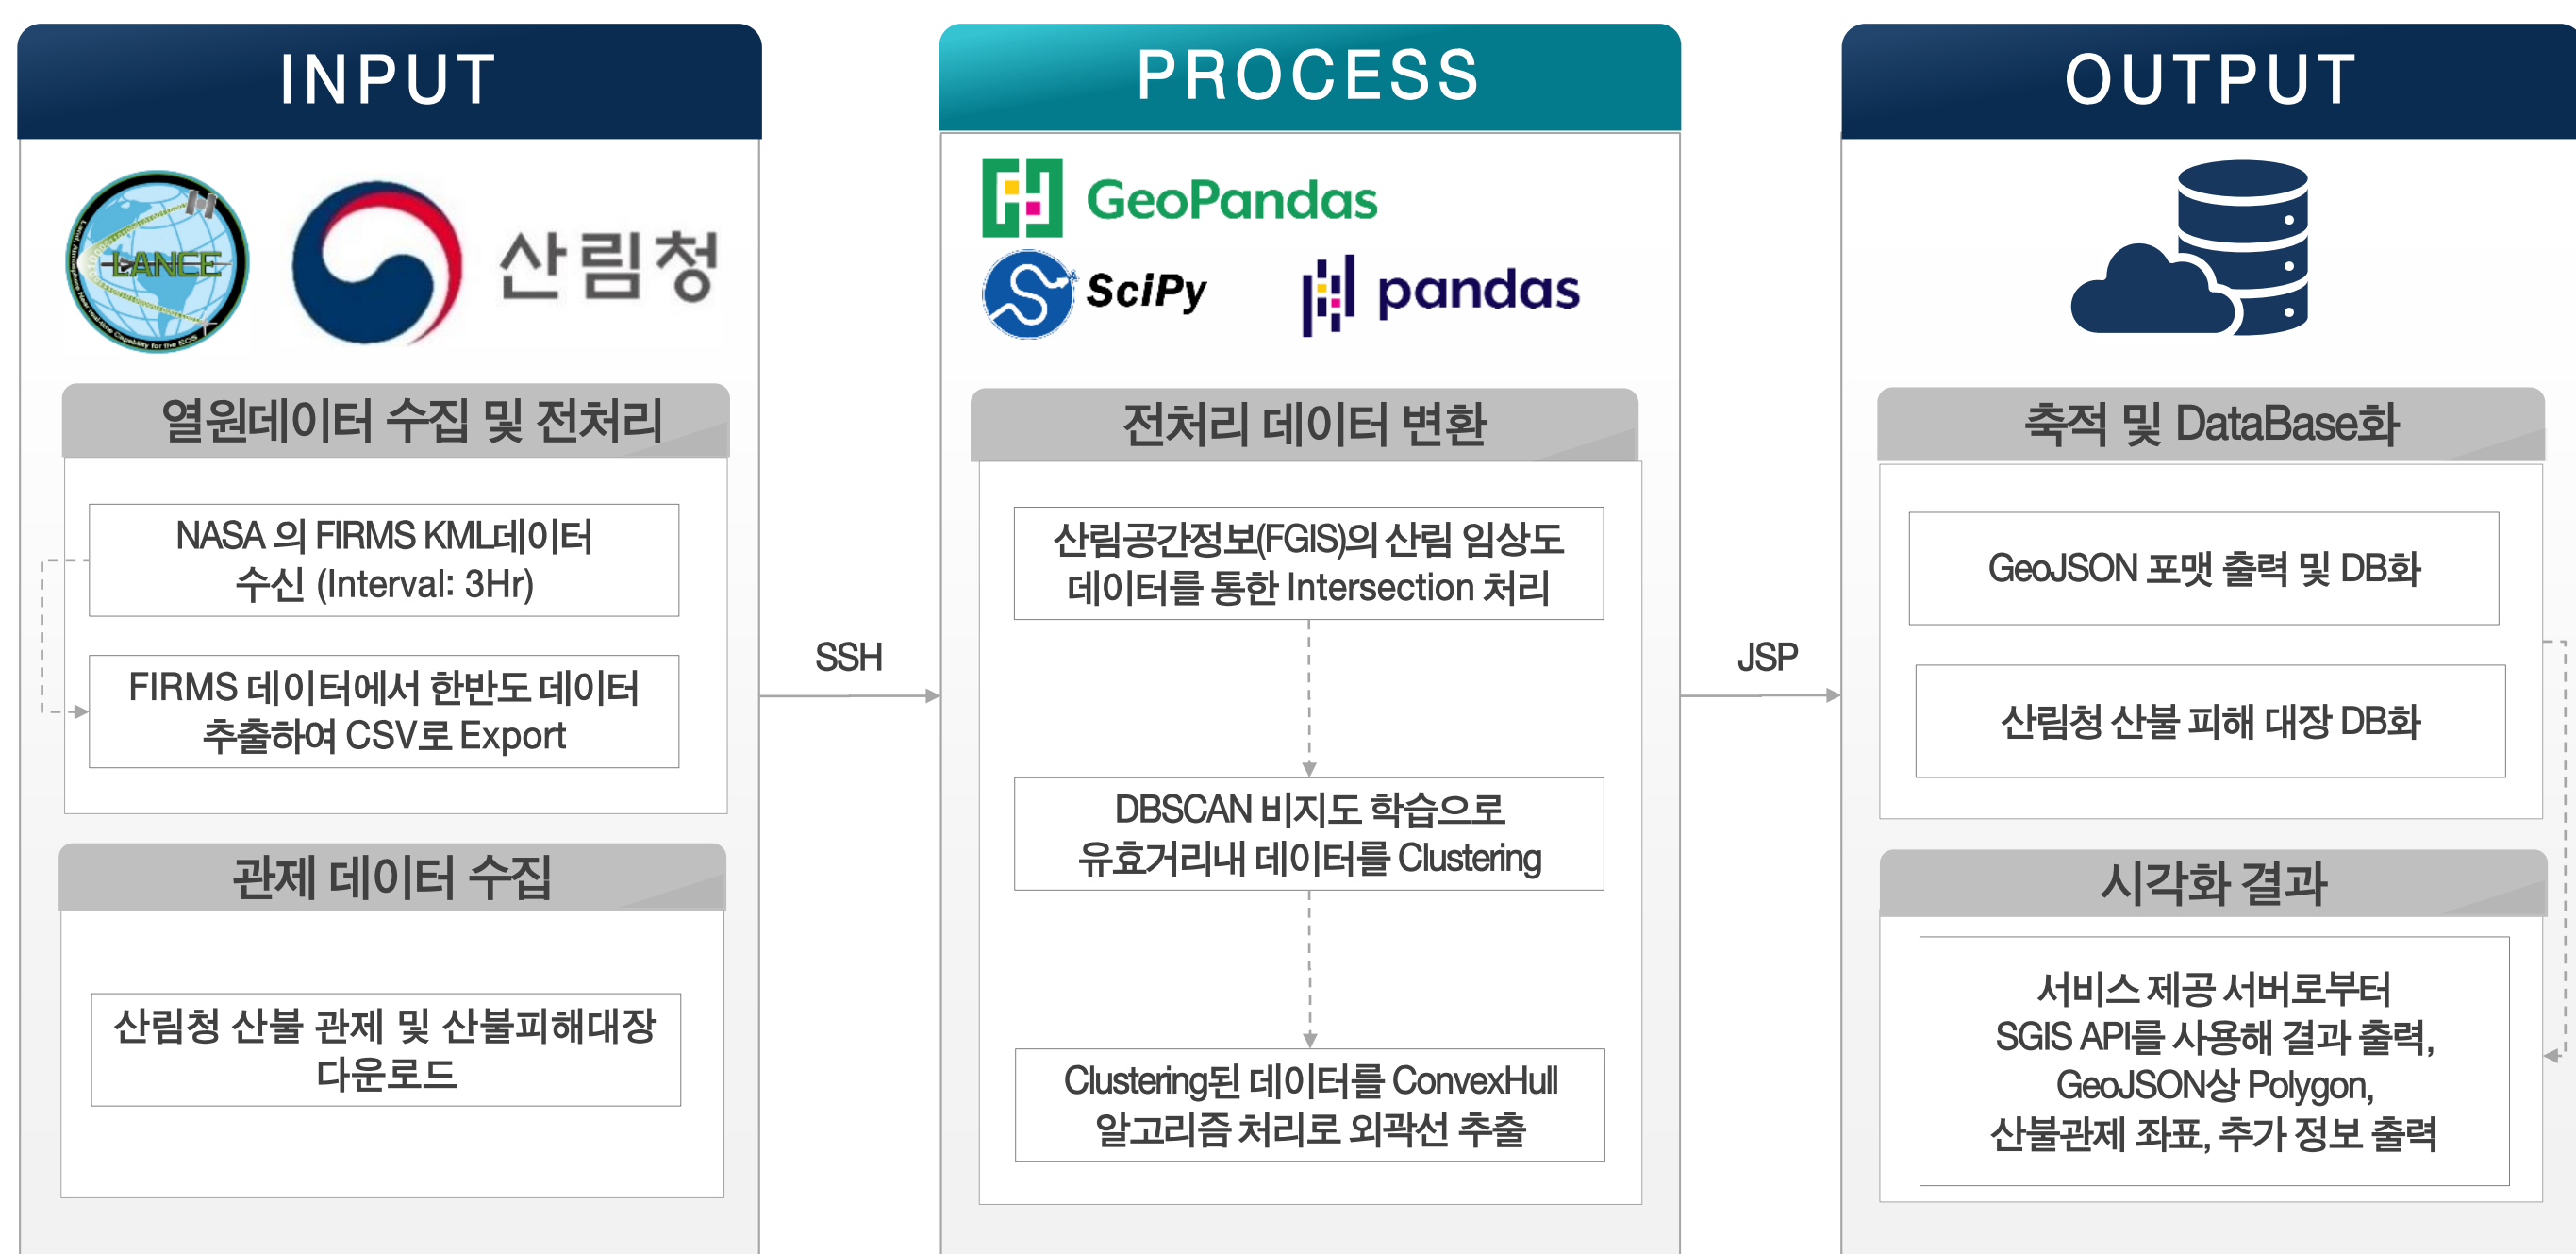 INPUT
LANCE
산림청
열원데이터 수집 및 전처리
NASA 의 FIRMS KML데이터
수신 (Interval: 3Hr)
FIRMS 데이터에서 한반도 데이터
추출하여 CSV로 Export
관제 데이터 수집
산림청 산불 관제 및 산불피해대장
다운로드
SSH
PROCESS
GeoPandas
SciPy
pandas
전처리 데이터 변환
산림공간정보(FGIS)의 산림 임상도
데이터를 통한 Intersection 처리
DBSCAN 비지도 학습으로
유효거리내 데이터를 Clustering
Clustering된 데이터를 ConvexHull
알고리즘 처리로 외곽선 추출
JSP
OUTPUT
축적 및 DataBase화
GeoJSON 포맷 출력 및 DB화
산림청 산불 피해 대장 DB화
시각화 결과
서비스 제공 서버로부터
SGIS API를 사용해 결과 출력,
GeoJSON상 Polygon,
산불관제 좌표, 추가 정보 출력